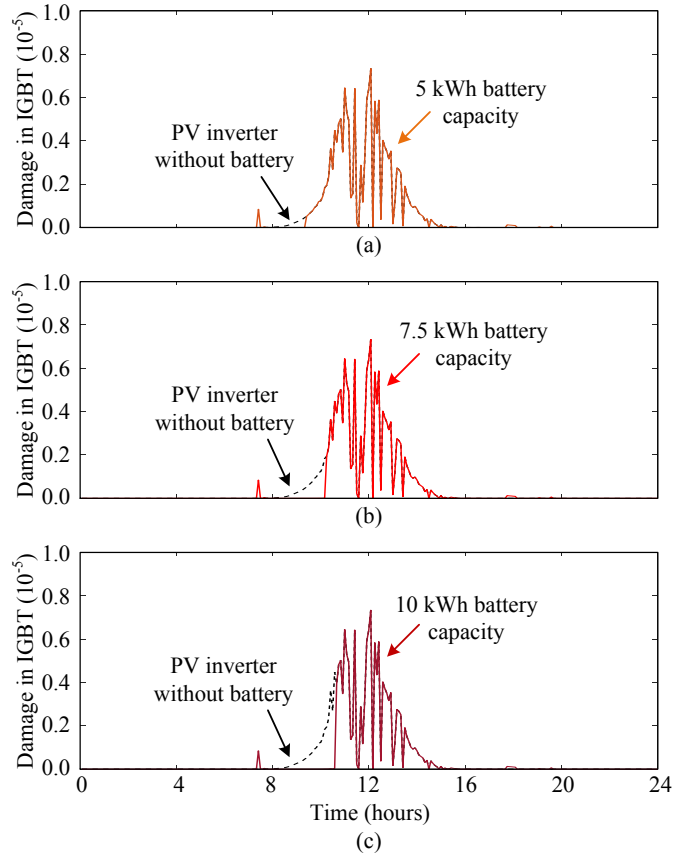 1.0
0.8
0.6
0.4
0.2
0.0
Damage in IGBT (10⁻⁵)
PV inverter
without battery
5 kWh battery
capacity
(a)
1.0
0.8
0.6
0.4
0.2
0.0
Damage in IGBT (10⁻⁵)
PV inverter
without battery
7.5 kWh battery
capacity
(b)
1.0
0.8
0.6
0.4
0.2
0.0
Damage in IGBT (10⁻⁵)
PV inverter
without battery
10 kWh battery
capacity
0 4 8 12 16 20 24
Time (hours)
(c)